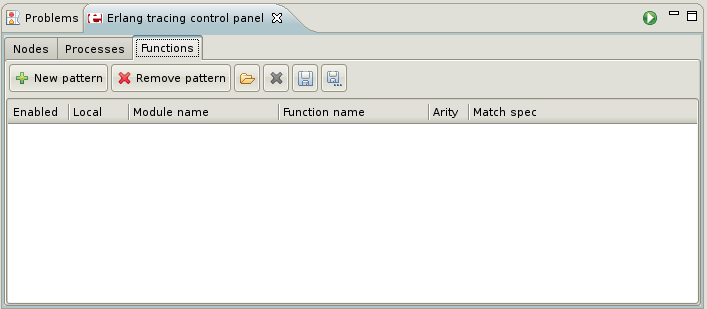 Problems Erlang tracing control panel
Nodes Processes Functions
New pattern Remove pattern
Enabled Local Module name Function name Arity Match spec